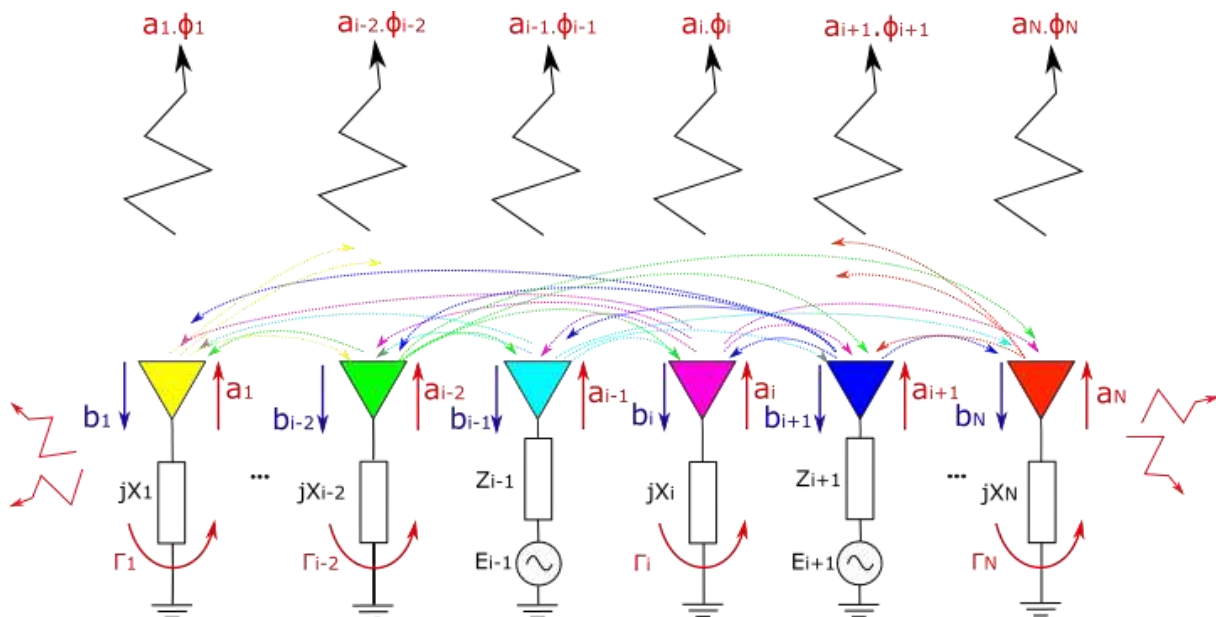 a1.ϕ1 ai-2.ϕi-2 ai-1.ϕi-1 ai.ϕi ai+1.ϕi+1 aN.ϕN
b1 a1 bi-2 ai-2 bi-1 ai-1 bi ai bi+1 ai+1 bN aN
jX1 ... jXi-2 Zi-1 jXi Zi+1 ... jXN
Γ1 Γi-2 Ei-1 Γi Ei+1 ΓN